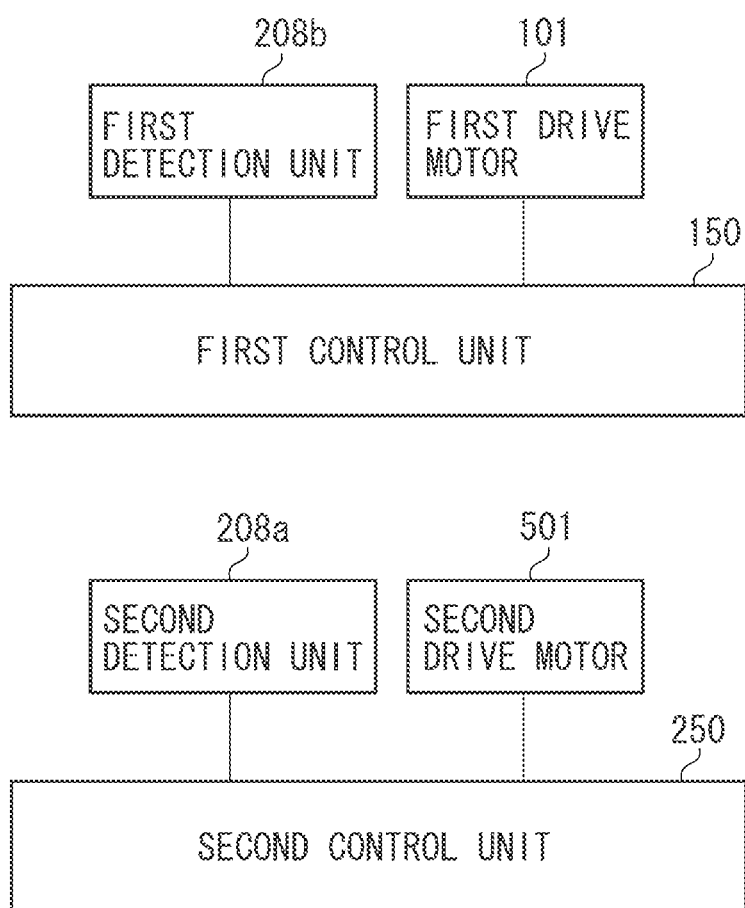 208b
101
FIRST
DETECTION UNIT
FIRST DRIVE
MOTOR
150
FIRST CONTROL UNIT
208a
501
SECOND
DETECTION UNIT
SECOND
DRIVE MOTOR
250
SECOND CONTROL UNIT